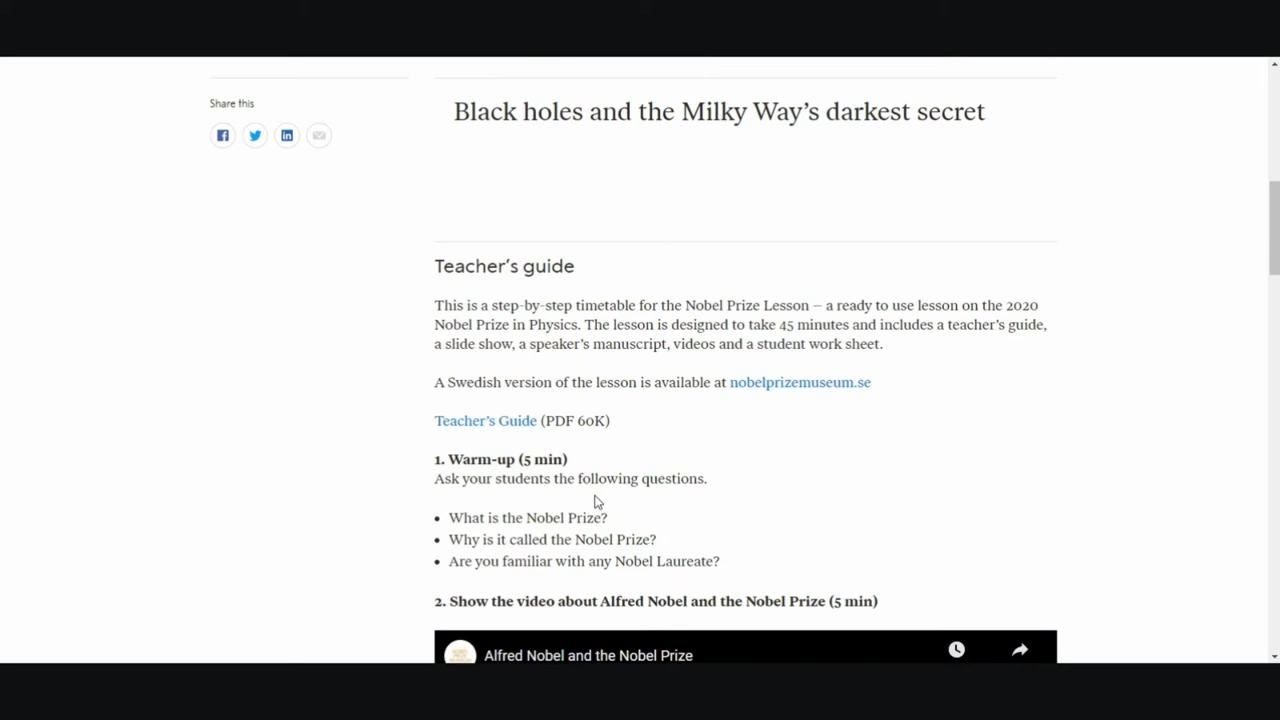 Share this
Black holes and the Milky Way's darkest secret
Teacher's guide
This is a step-by-step timetable for the Nobel Prize Lesson – a ready to use lesson on the 2020
Nobel Prize in Physics. The lesson is designed to take 45 minutes and includes a teacher's guide,
a slide show, a speaker's manuscript, videos and a student work sheet.
A Swedish version of the lesson is available at nobelprizemuseum.se
Teacher's Guide (PDF 60K)
1. Warm-up (5 min)
Ask your students the following questions.
• What is the Nobel Prize?
• Why is it called the Nobel Prize?
• Are you familiar with any Nobel Laureate?
2. Show the video about Alfred Nobel and the Nobel Prize (5 min)
Alfred Nobel and the Nobel Prize